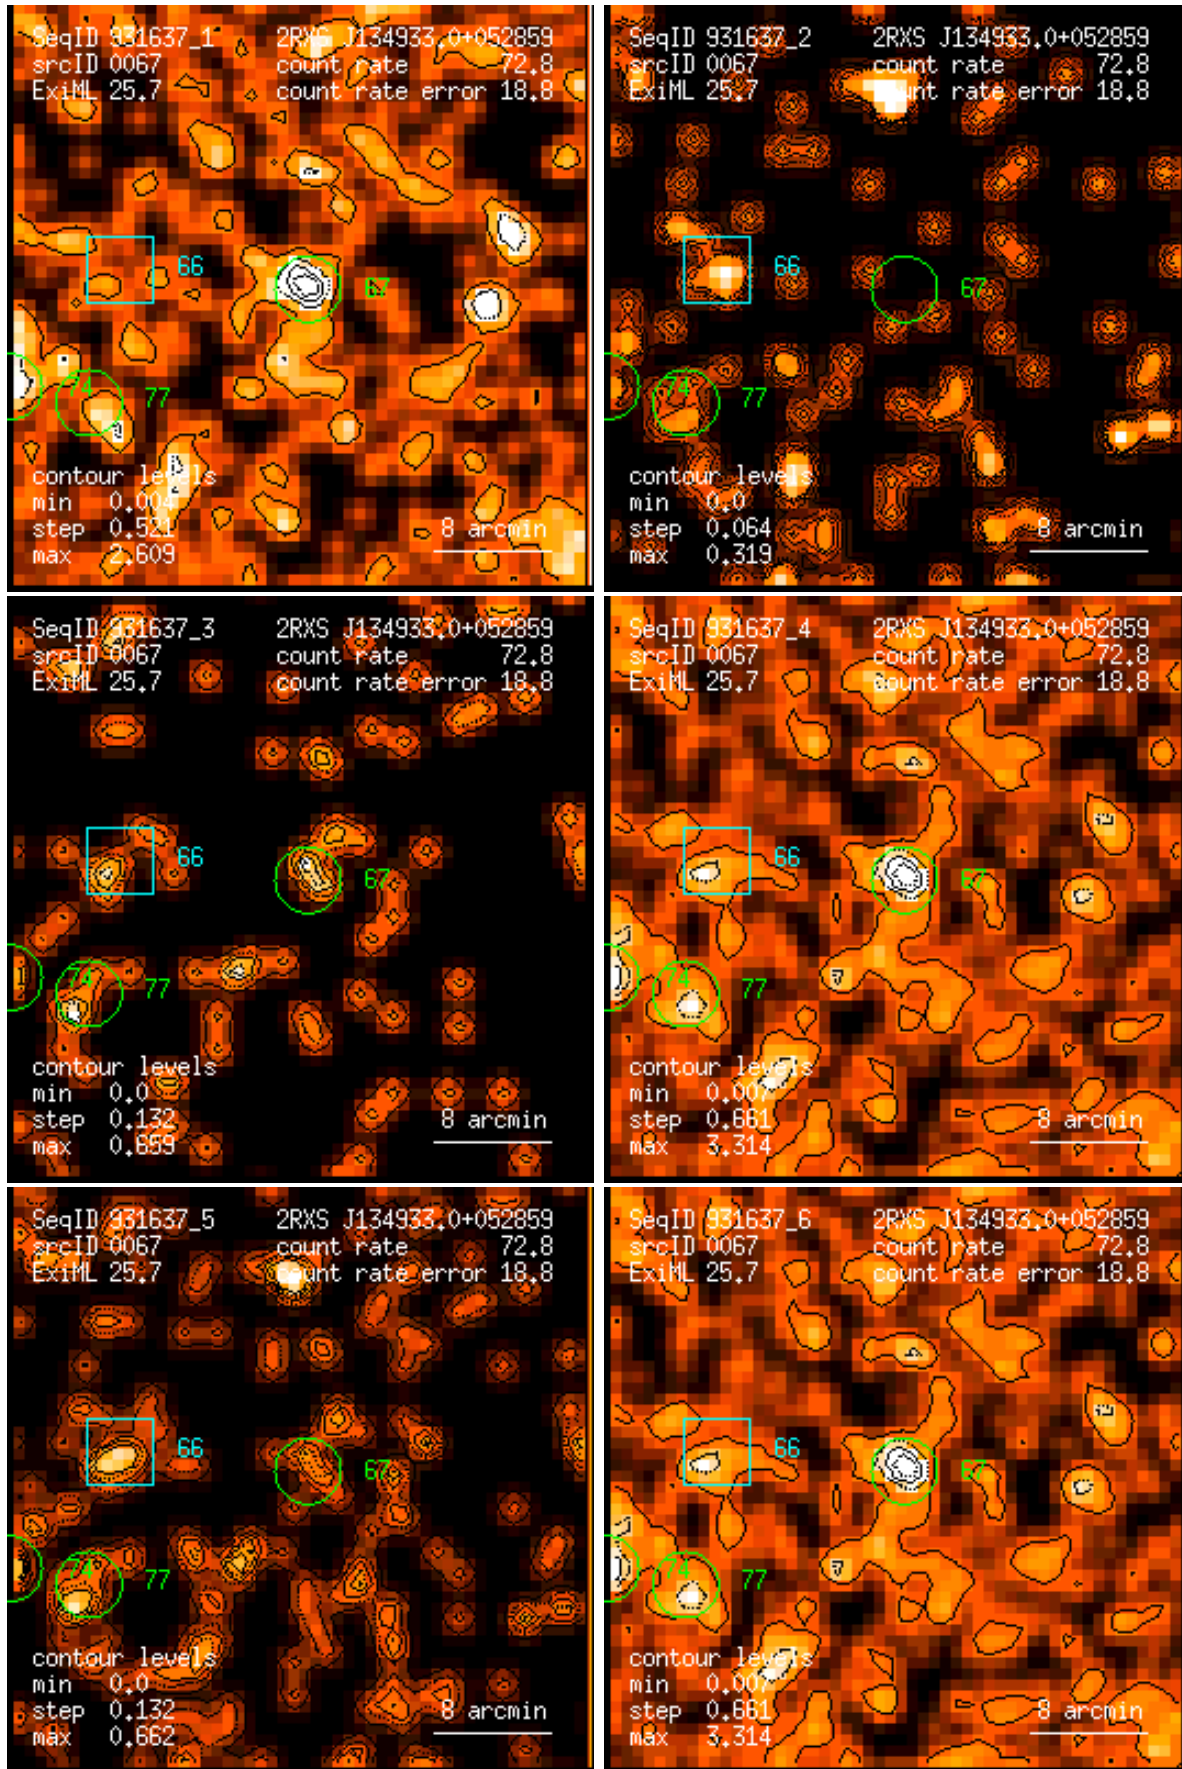 SeqID 931637_1 2RXS J134933.0+052859
srcID 0067 count rate 72.8
ExiML 25.7 count rate error 18.8
66
67
74 77
contour levels
min 0.004
step 0.521
max 2.609
8 arcmin
SeqID 931637_2 2RXS J134933.0+052859
srcID 0067 count rate 72.8
ExiML 25.7 count rate error 18.8
66
67
74 77
contour levels
min 0.0
step 0.064
max 0.319
8 arcmin
SeqID 931637_3 2RXS J134933.0+052859
srcID 0067 count rate 72.8
ExiML 25.7 count rate error 18.8
66
67
74 77
contour levels
min 0.0
step 0.132
max 0.659
8 arcmin
SeqID 931637_4 2RXS J134933.0+052859
srcID 0067 count rate 72.8
ExiML 25.7 count rate error 18.8
66
67
74 77
contour levels
min 0.007
step 0.661
max 3.314
8 arcmin
SeqID 931637_5 2RXS J134933.0+052859
srcID 0067 count rate 72.8
ExiML 25.7 count rate error 18.8
66
67
74 77
contour levels
min 0.0
step 0.132
max 0.662
8 arcmin
SeqID 931637_6 2RXS J134933.0+052859
srcID 0067 count rate 72.8
ExiML 25.7 count rate error 18.8
66
67
74 77
contour levels
min 0.007
step 0.661
max 3.314
8 arcmin